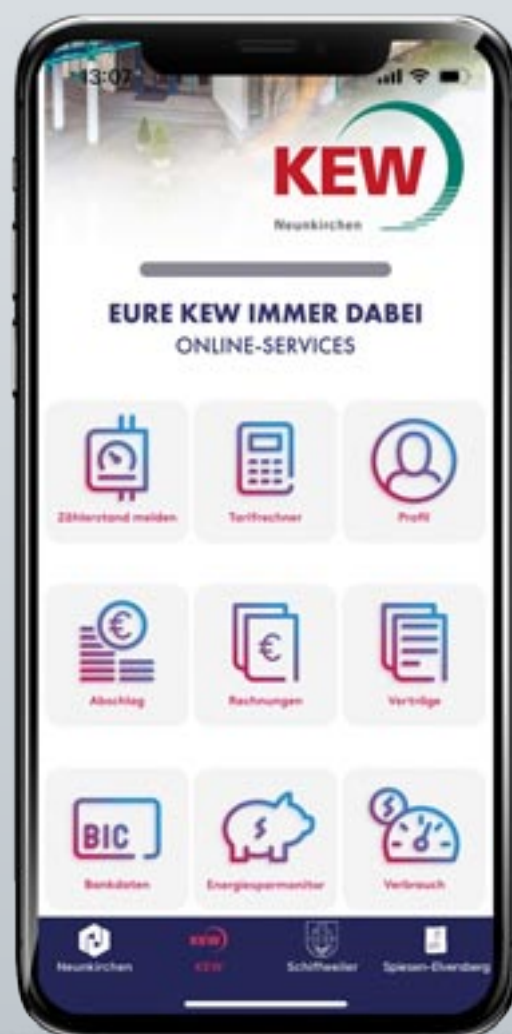 13:07
KEW
Neunkirchen
EURE KEW IMMER DABEI
ONLINE-SERVICES
Zählerstand melden
Tarifrechner
Profil
€
Abschlag
€
Rechnungen
Verträge
BIC
Bankdaten
$
Energiesparmonitor
$
Verbrauch
Neunkirchen
KEW
KEW
Schiffweiler
Spiesen-Elversberg